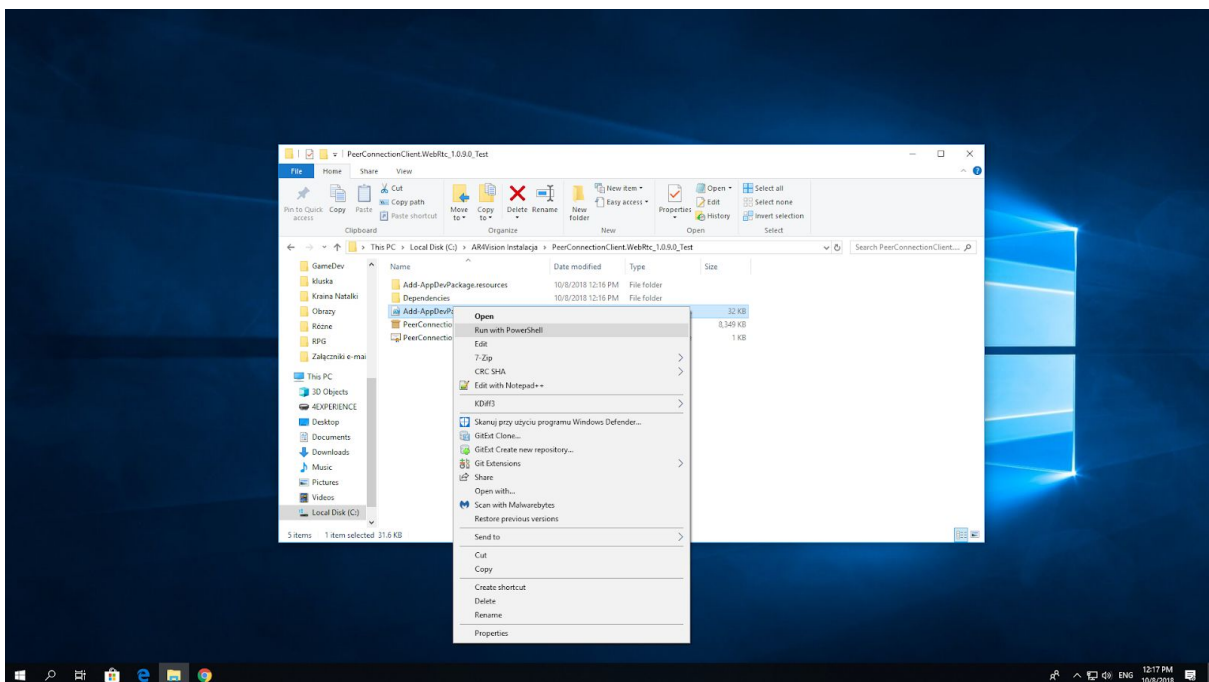 PeerConnectionClient.WebRtc_1.0.9.0_Test
File Home Share View
Pin to Quick access
Copy
Paste
Cut
Copy path
Paste shortcut
Clipboard
Move to
Copy to
Delete
Rename
Organize
New folder
New item
Easy access
New
Properties
Open
Edit
History
Open
Select all
Select none
Invert selection
Select
This PC > Local Disk (C:) > AR4Vision Instalacja > PeerConnectionClient.WebRtc_1.0.9.0_Test
Search PeerConnectionClient....
GameDev
kluska
Kraina Natalki
Obrazy
Rózne
RPG
Załączniki e-mai
This PC
3D Objects
4EXPERIENCE
Desktop
Documents
Downloads
Music
Pictures
Videos
Local Disk (C:)
Name Date modified Type Size
Add-AppDevPackage.resources 10/8/2018 12:16 PM File folder
Dependencies 10/8/2018 12:16 PM File folder
Add-AppDevPa 32 KB
PeerConnectio 8,349 KB
PeerConnectio 1 KB
Open
Run with PowerShell
Edit
7-Zip
CRC SHA
Edit with Notepad++
KDiff3
Skanuj przy użyciu programu Windows Defender...
GitExt Clone...
GitExt Create new repository...
Git Extensions
Share
Open with...
Scan with Malwarebytes
Restore previous versions
Send to
Cut
Copy
Create shortcut
Delete
Rename
Properties
5 items 1 item selected 31.6 KB
ENG
12:17 PM
10/8/2018